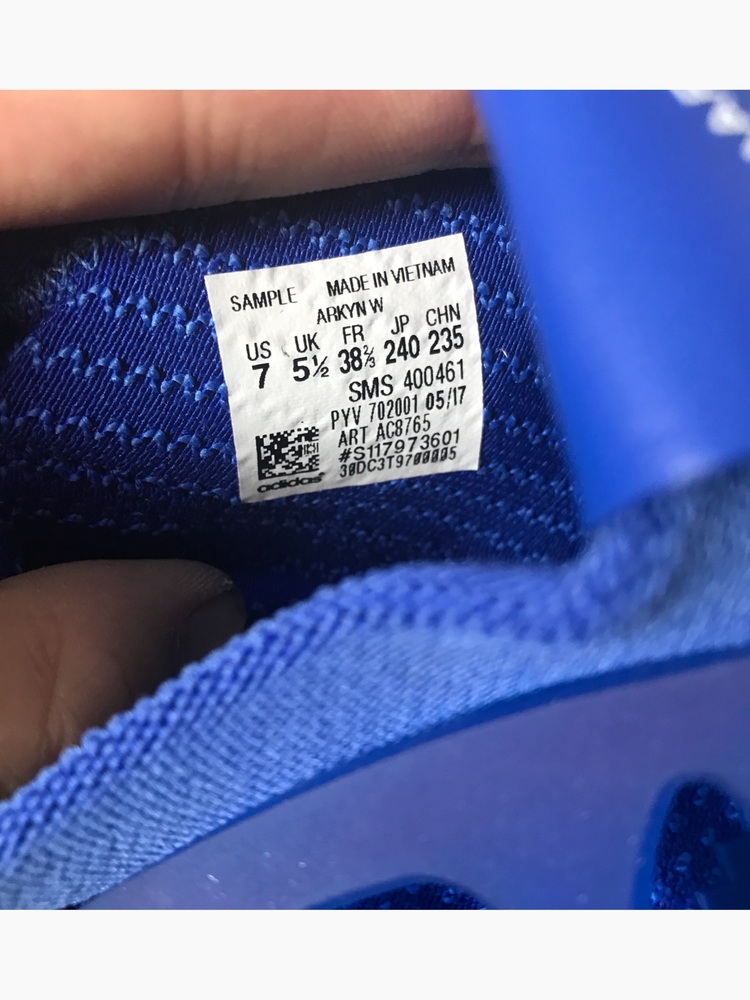 SAMPLE MADE IN VIETNAM
ARKYN W
US UK FR JP CHN
7 5½ 38⅔ 240 235
SMS 400461
PYV 702001 05/17
ART AC8765
#S117973601
30DC3T9700005
adidas